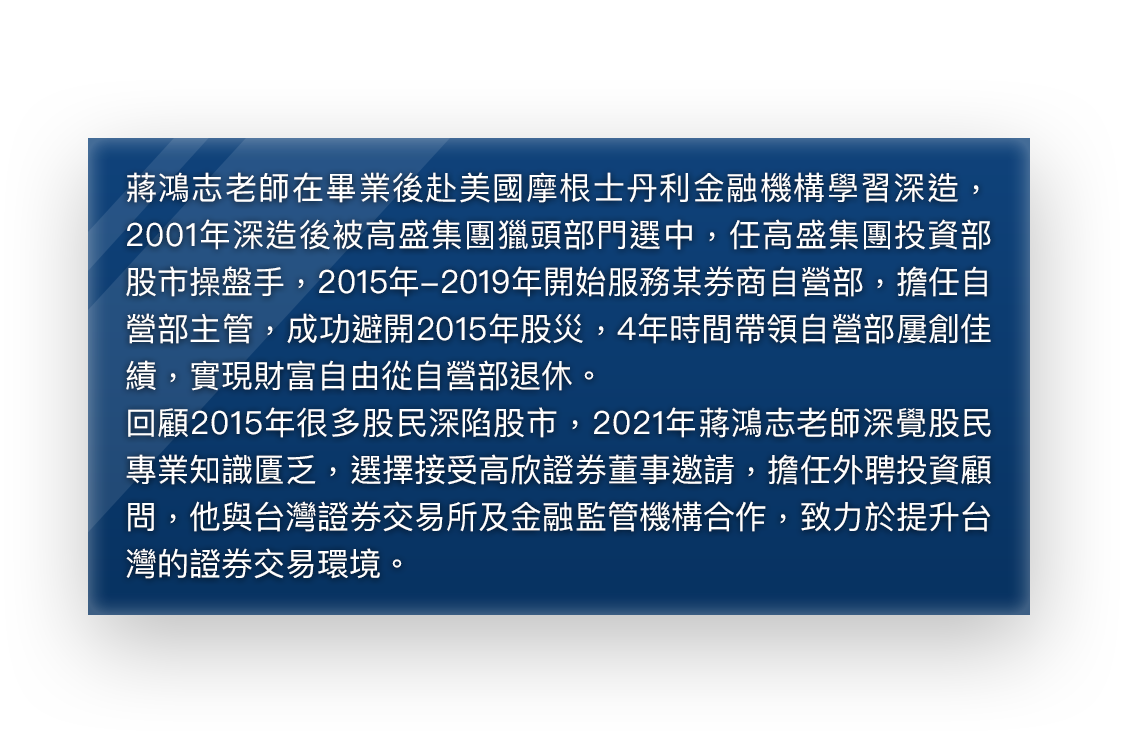 蔣鴻志老師在畢業後赴美國摩根士丹利金融機構學習深造，
2001年深造後被高盛集團獵頭部門選中，任高盛集團投資部
股市操盤手，2015年–2019年開始服務某券商自營部，擔任自
營部主管，成功避開2015年股災，4年時間帶領自營部屢創佳
績，實現財富自由從自營部退休。
回顧2015年很多股民深陷股市，2021年蔣鴻志老師深覺股民
專業知識匱乏，選擇接受高欣證券董事邀請，擔任外聘投資顧
問，他與台灣證券交易所及金融監管機構合作，致力於提升台
灣的證券交易環境。